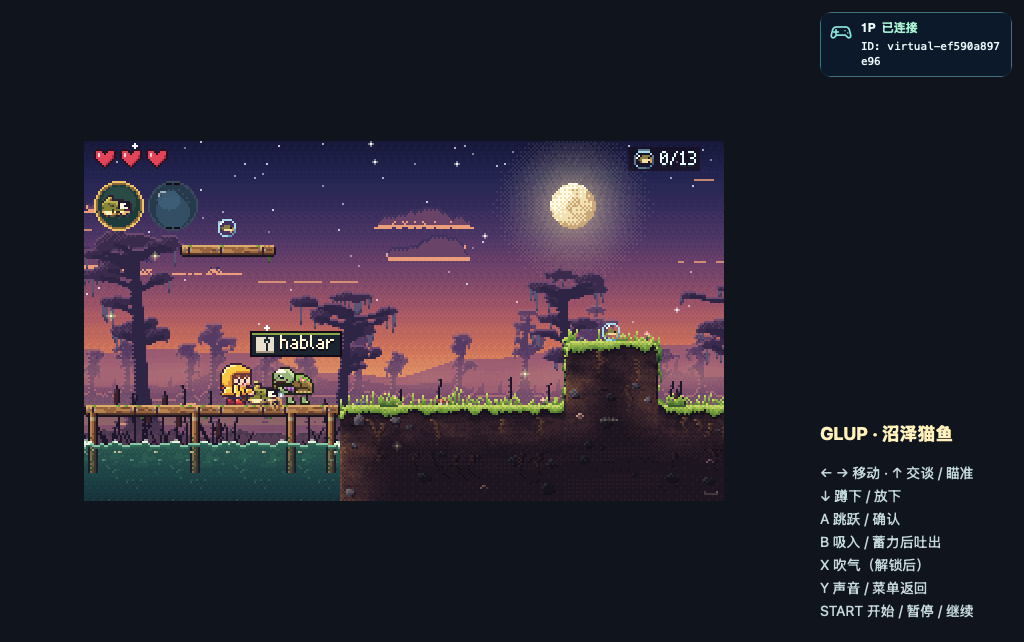 1P 已连接
ID: virtual-ef590a897
e96
0/13
↑ hablar
GLUP · 沼泽猫鱼
← → 移动 · ↑ 交谈 / 瞄准
↓ 蹲下 / 放下
A 跳跃 / 确认
B 吸入 / 蓄力后吐出
X 吹气（解锁后）
Y 声音 / 菜单返回
START 开始 / 暂停 / 继续